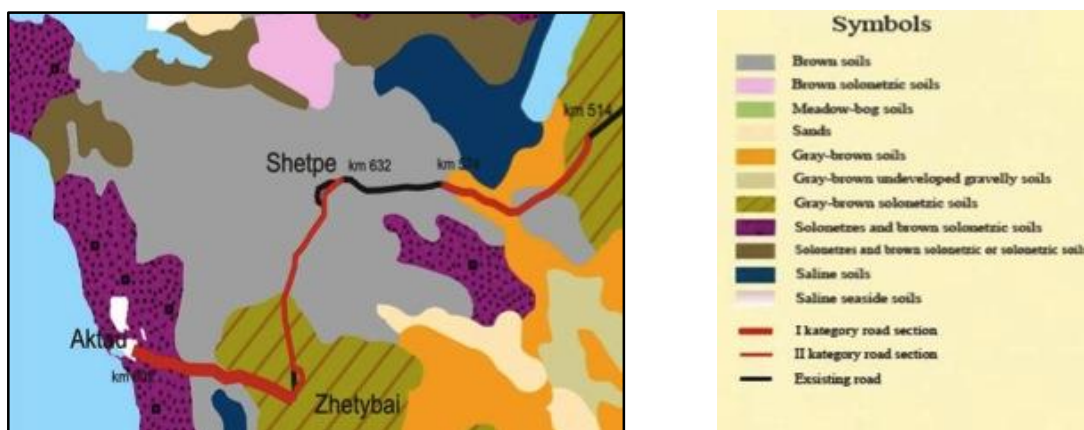 km 514
Shetpe
km 632
km
Aktau
km
Zhetybai
Symbols
Brown soils
Brown solonetzic soils
Meadow-bog soils
Sands
Gray-brown soils
Gray-brown undeveloped gravelly soils
Gray-brown solonetzic soils
Solonetzes and brown solonetzic soils
Solonetzes and brown solonetzic or solonetzic soils
Saline soils
Saline seaside soils
I kategory road section
II kategory road section
Exsisting road